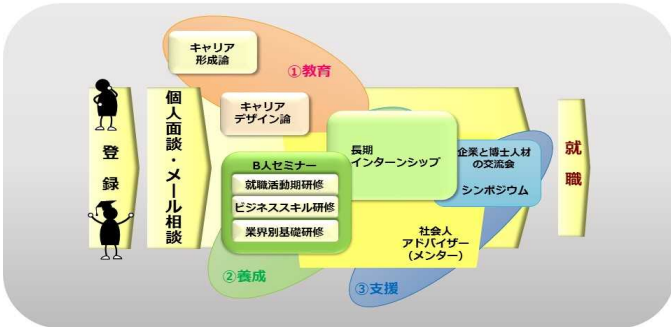 登録
個人面談・メール相談
キャリア
形成論
①教育
キャリア
デザイン論
B人セミナー
就職活動期研修
ビジネススキル研修
業界別基礎研修
②養成
長期
インターンシップ
企業と博士人材
の交流会
シンポジウム
社会人
アドバイザー
(メンター)
③支援
就職